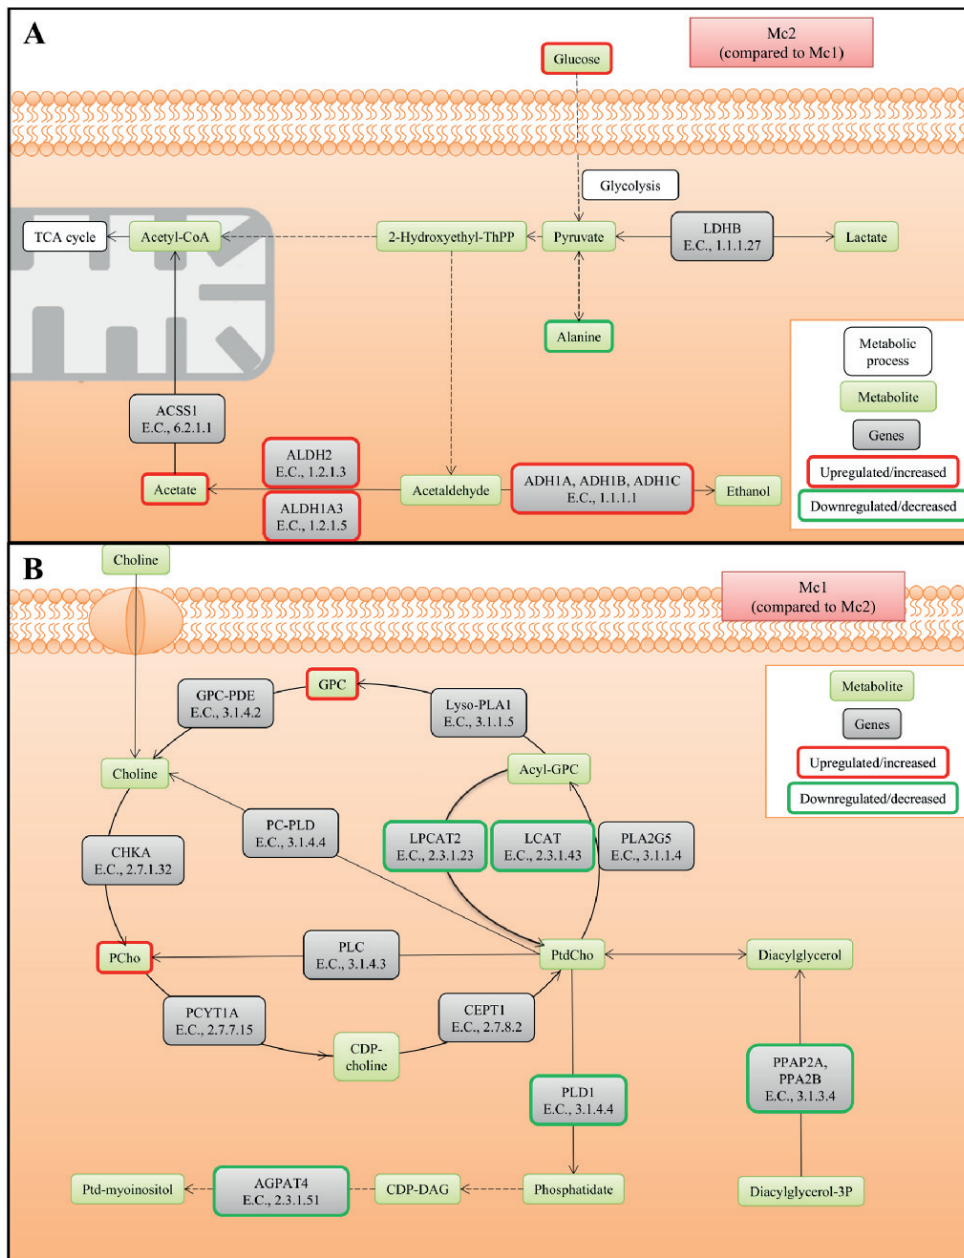 A
Mc2
(compared to Mc1)
Glucose
Glycolysis
TCA cycle
Acetyl-CoA
2-Hydroxyethyl-ThPP
Pyruvate
LDHB
E.C., 1.1.1.27
Lactate
Alanine
Metabolic
process
Metabolite
Genes
Upregulated/increased
Downregulated/decreased
ACSS1
E.C., 6.2.1.1
ALDH2
E.C., 1.2.1.3
Acetate
Acetaldehyde
ADH1A, ADH1B, ADH1C
E.C., 1.1.1.1
Ethanol
ALDH1A3
E.C., 1.2.1.5
B
Choline
Mc1
(compared to Mc2)
Metabolite
Genes
Upregulated/increased
Downregulated/decreased
GPC-PDE
E.C., 3.1.4.2
GPC
Lyso-PLA1
E.C., 3.1.1.5
Choline
Acyl-GPC
PC-PLD
E.C., 3.1.4.4
LPCAT2
E.C., 2.3.1.23
LCAT
E.C., 2.3.1.43
PLA2G5
E.C., 3.1.1.4
CHKA
E.C., 2.7.1.32
PCho
PLC
E.C., 3.1.4.3
PtdCho
Diacylglycerol
PCYT1A
E.C., 2.7.7.15
CEPT1
E.C., 2.7.8.2
CDP-
choline
PLD1
E.C., 3.1.4.4
PPAP2A,
PPA2B
E.C., 3.1.3.4
Ptd-myoinositol
AGPAT4
E.C., 2.3.1.51
CDP-DAG
Phosphatidate
Diacylglycerol-3P